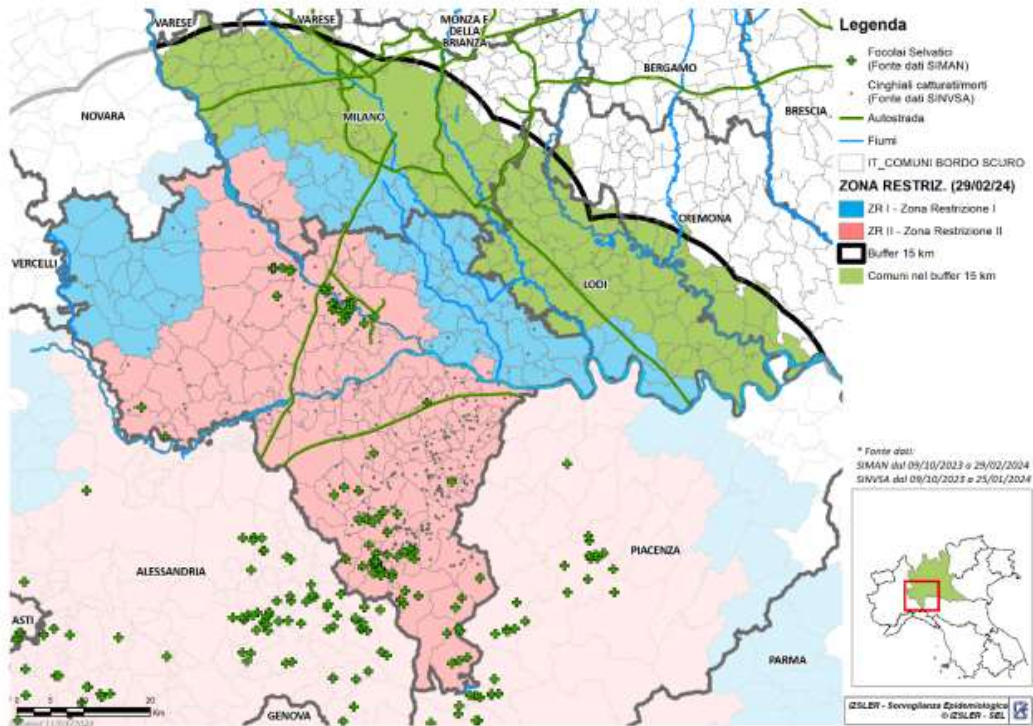 VARESE
VARESE
MONZA E
DELLA
BRIANZA
BERGAMO
BRESCIA
NOVARA
MILANO
CREMONA
VERCELLI
LODI
ALESSANDRIA
PIACENZA
ASTI
PARMA
GENOVA
0
20
Km
Legenda
Focolai Selvatici
(Fonte dati SIMAN)
Cinghiali catturati/morti
(Fonte dati SINVSA)
Autostrada
Fiumi
IT_COMUNI BORDO SCURO
ZONA RESTRIZ. (29/02/24)
ZR I - Zona Restrizione I
ZR II - Zona Restrizione II
Buffer 15 km
Comuni nel buffer 15 km
* Fonte dati:
SIMAN dal 09/10/2023 a 29/02/2024
SINVSA dal 09/10/2023 a 25/01/2024
IZSLER - Sorveglianza Epidemiologica
© IZSLER - SEL